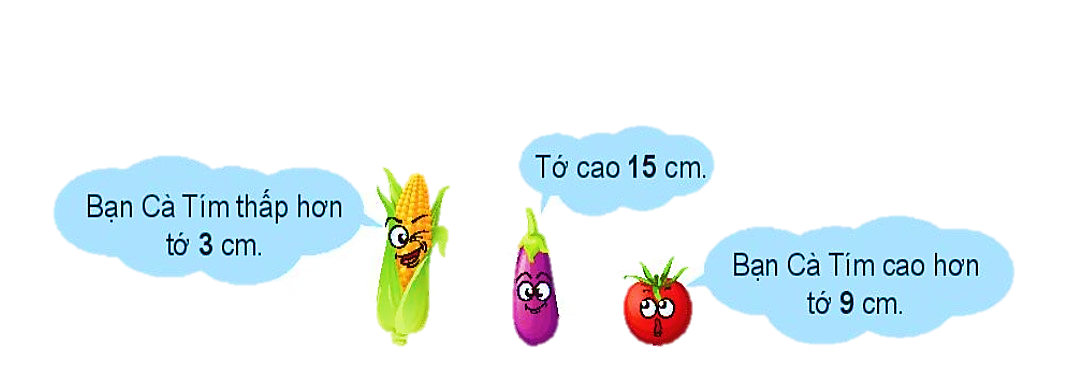 Tớ cao 15 cm.
Bạn Cà Tím thấp hơn
tớ 3 cm.
Bạn Cà Tím cao hơn
tớ 9 cm.